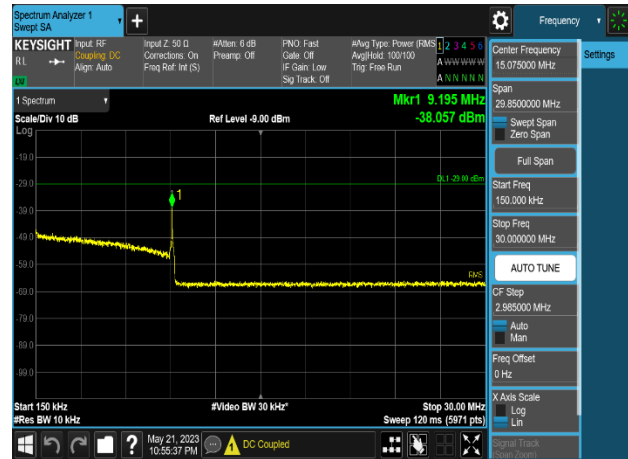 Spectrum Analyzer 1
Swept SA
Frequency
KEYSIGHT
RL
Input: RF
Coupling: DC
Align: Auto
Input Z: 50 Ω
Corrections: On
Freq Ref: Int (S)
#Atten: 6 dB
Preamp: Off
PNO: Fast
Gate: Off
IF Gain: Low
Sig Track: Off
#Avg Type: Power (RMS)
Avg|Hold: 100/100
Trig: Free Run
1 2 3 4 5 6
A W W W W W
A N N N N N
Settings
Center Frequency
15.075000 MHz
Span
29.8500000 MHz
Swept Span
Zero Span
Full Span
Start Freq
150.000 kHz
Stop Freq
30.000000 MHz
AUTO TUNE
CF Step
2.985000 MHz
Auto
Man
Freq Offset
0 Hz
X Axis Scale
Log
Lin
Signal Track
(Span Zoom)
1 Spectrum
Mkr1 9.195 MHz
Scale/Div 10 dB
Ref Level -9.00 dBm
-38.057 dBm
Log
-19.0
DL1 -29.00 dBm
-29.0
1
-39.0
-49.0
-59.0
RMS
-69.0
-79.0
-89.0
-99.0
Start 150 kHz
#Video BW 30 kHz*
Stop 30.00 MHz
#Res BW 10 kHz
Sweep 120 ms (5971 pts)
?
May 21, 2023
10:55:37 PM
DC Coupled